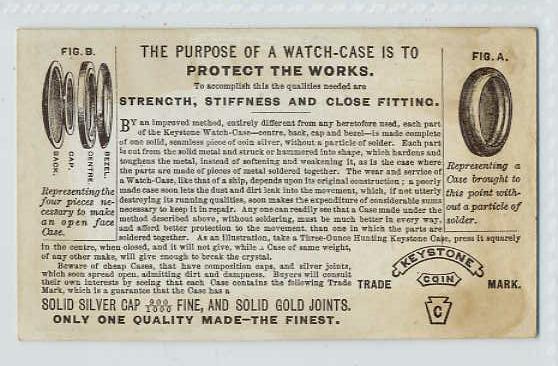 FIG. B.
BACK.
CAP.
CENTRE
BEZEL
Representing the
four pieces ne-
cessary to make
an open face
Case.
THE PURPOSE OF A WATCH-CASE IS TO
PROTECT THE WORKS.
To accomplish this the qualities needed are
STRENGTH, STIFFNESS AND CLOSE FITTING.
BY an improved method, entirely different from any heretofore used, each part
of the Keystone Watch-Case—centre, back, cap and bezel—is made complete
of one solid, seamless piece of coin silver, without a particle of solder. Each part
is cut from the solid metal and struck or hammered into shape, which hardens and
toughens the metal, instead of softening and weakening it, as is the case where
the parts are made of pieces of metal soldered together. The wear and service of
a Watch-Case, like that of a ship, depends upon its original construction; a poorly
made case soon lets the dust and dirt leak into the movement, which, if not utterly
destroying its running qualities, soon makes the expenditure of considerable sums
necessary to keep it in repair. Any one can readily see that a Case made under the
method described above, without soldering, must be much better in every way,
and afford better protection to the movement, than one in which the parts are
soldered together. As an illustration, take a Three-Ounce Hunting Keystone Case, press it squarely
in the centre, when closed, and it will not give, while a Case of same weight,
of any other make, will give enough to break the crystal.
Beware of cheap Cases, that have composition caps, and silver joints,
which soon spread open, admitting dirt and dampness. Buyers will consult
their own interests by seeing that each Case contains the following Trade
Mark, which is a guarantee that the Case has a
SOLID SILVER CAP 900/1000 FINE, AND SOLID GOLD JOINTS.
ONLY ONE QUALITY MADE—THE FINEST.
FIG. A.
Representing a
Case brought to
this point with-
out a particle of
solder.
TRADE
KEYSTONE
COIN
C
MARK.